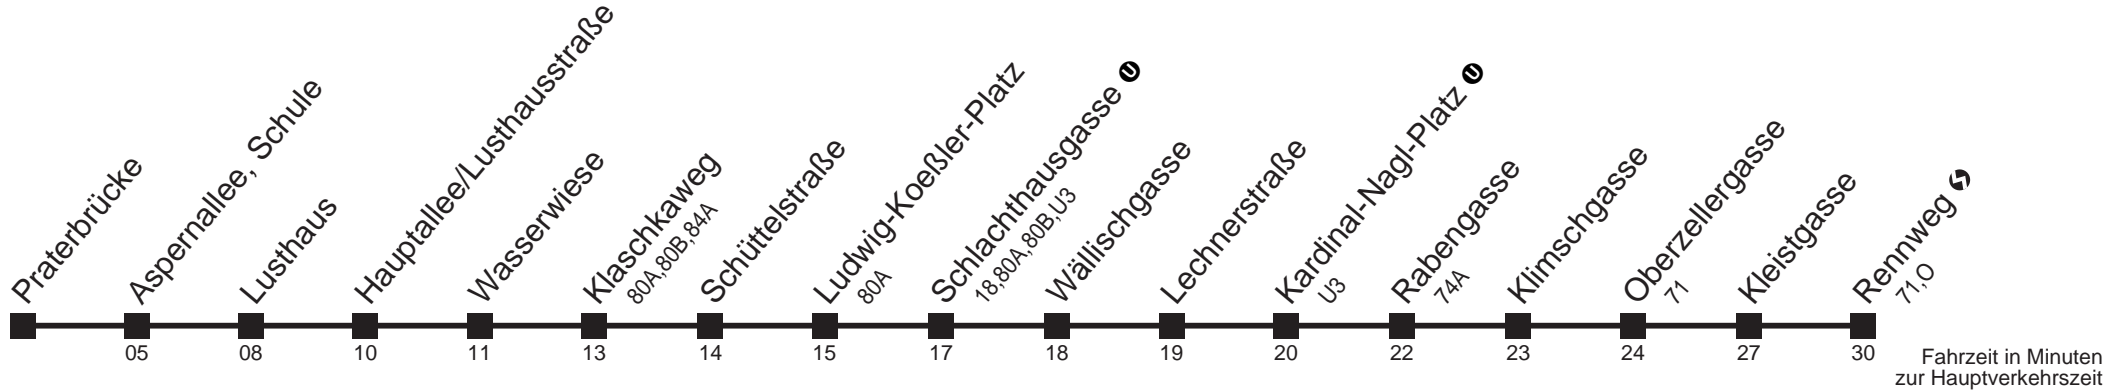 Praterbrücke
Aspernallee, Schule
Lusthaus
Hauptallee/Lusthausstraße
Wasserwiese
Klaschkaweg
80A,80B,84A
Schüttelstraße
Ludwig-Koeßler-Platz
80A
Schlachthausgasse U
18,80A,80B,U3
Wällischgasse
Lechnerstraße
Kardinal-Nagl-Platz U
U3
Rabengasse
74A
Klimschgasse
Oberzellergasse
71
Kleistgasse
Rennweg
71,O
05 08 10 11 13 14 15 17 18 19 20 22 23 24 27 30
Fahrzeit in Minuten
zur Hauptverkehrszeit